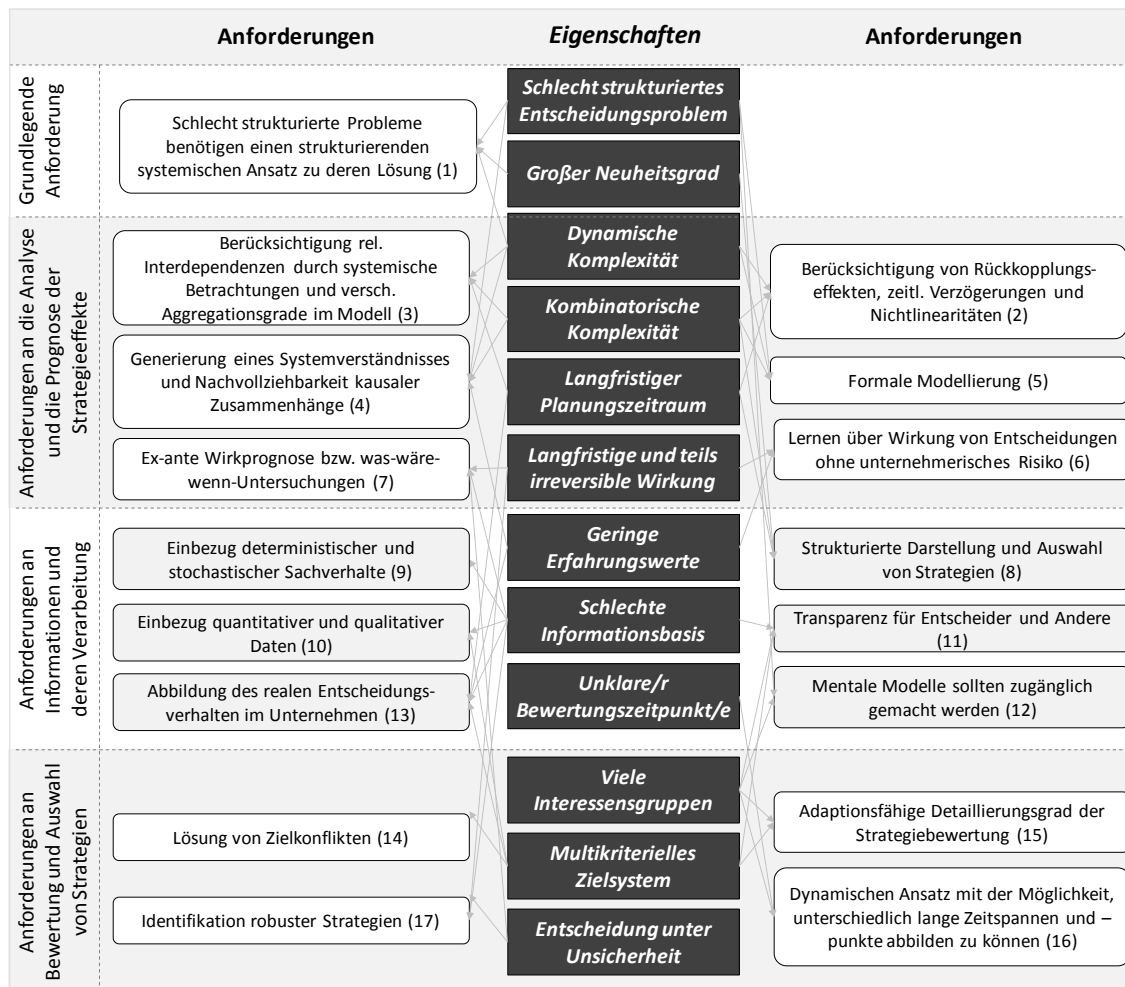 Anforderungen
Eigenschaften
Anforderungen
Grundlegende
Anforderung
Schlecht strukturierte Probleme
benötigen einen strukturierenden
systemischen Ansatz zu deren Lösung (1)
Schlecht strukturiertes
Entscheidungsproblem
Großer Neuheitsgrad
Anforderungen an die Analyse
und die Prognose der
Strategieeffekte
Berücksichtigung rel.
Interdependenzen durch systemische
Betrachtungen und versch.
Aggregationsgrade im Modell (3)
Generierung eines Systemverständnisses
und Nachvollziehbarkeit kausaler
Zusammenhänge (4)
Ex-ante Wirkprognose bzw. was-wäre-
wenn-Untersuchungen (7)
Dynamische
Komplexität
Kombinatorische
Komplexität
Langfristiger
Planungszeitraum
Langfristige und teils
irreversible Wirkung
Berücksichtigung von Rückkopplungs-
effekten, zeitl. Verzögerungen und
Nichtlinearitäten (2)
Formale Modellierung (5)
Lernen über Wirkung von Entscheidungen
ohne unternehmerisches Risiko (6)
Anforderungen an
Informationen und
deren Verarbeitung
Einbezug deterministischer und
stochastischer Sachverhalte (9)
Einbezug quantitativer und qualitativer
Daten (10)
Abbildung des realen Entscheidungs-
verhalten im Unternehmen (13)
Geringe
Erfahrungswerte
Schlechte
Informationsbasis
Unklare/r
Bewertungszeitpunkt/e
Strukturierte Darstellung und Auswahl
von Strategien (8)
Transparenz für Entscheider und Andere
(11)
Mentale Modelle sollten zugänglich
gemacht werden (12)
Anforderungen an
Bewertung und Auswahl
von Strategien
Lösung von Zielkonflikten (14)
Identifikation robuster Strategien (17)
Viele
Interessensgruppen
Multikriterielles
Zielsystem
Entscheidung unter
Unsicherheit
Adaptionsfähige Detaillierungsgrad der
Strategiebewertung (15)
Dynamischen Ansatz mit der Möglichkeit,
unterschiedlich lange Zeitspannen und –
punkte abbilden zu können (16)